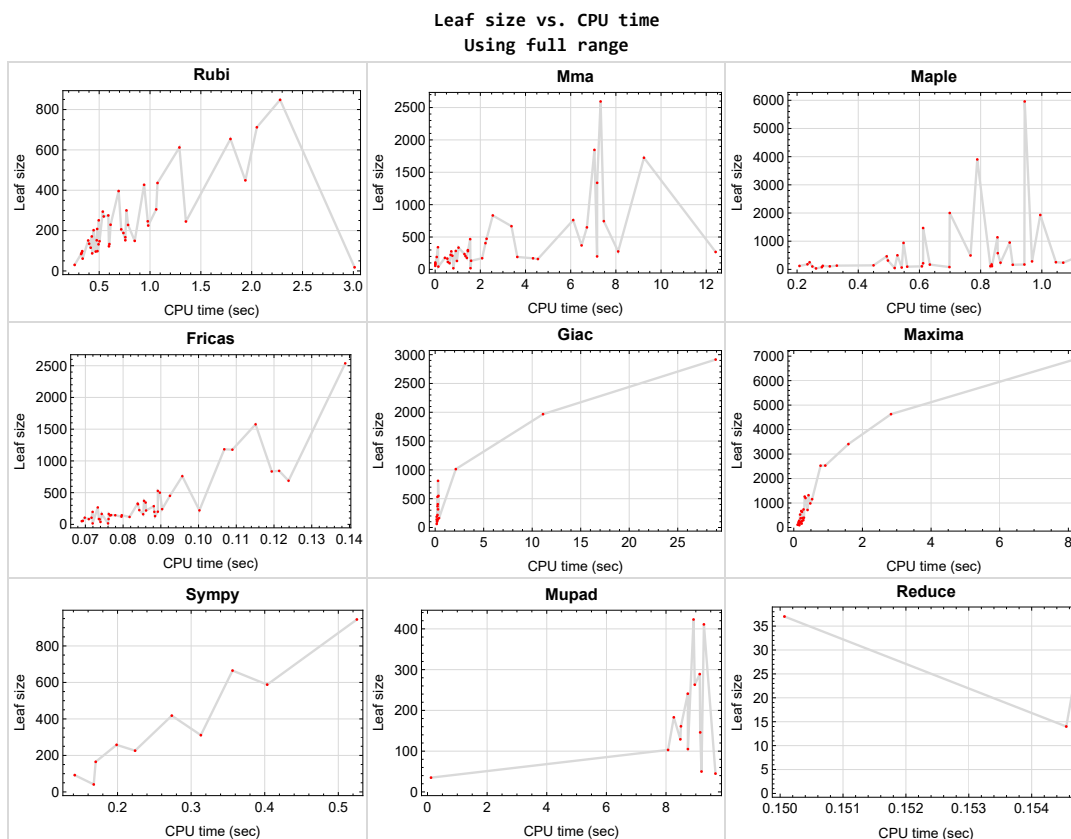 Leaf size vs. CPU time
Using full range
Rubi
Leaf size
800
600
400
200
0
0.5 1.0 1.5 2.0 2.5 3.0
CPU time (sec)
Mma
Leaf size
2500
2000
1500
1000
500
0
0 2 4 6 8 10 12
CPU time (sec)
Maple
Leaf size
6000
5000
4000
3000
2000
1000
0
0.2 0.4 0.6 0.8 1.0
CPU time (sec)
Fricas
Leaf size
2500
2000
1500
1000
500
0
0.07 0.08 0.09 0.10 0.11 0.12 0.13 0.14
CPU time (sec)
Giac
Leaf size
3000
2500
2000
1500
1000
500
0
0 5 10 15 20 25
CPU time (sec)
Maxima
Leaf size
7000
6000
5000
4000
3000
2000
1000
0
0 2 4 6 8
CPU time (sec)
Sympy
Leaf size
800
600
400
200
0
0.2 0.3 0.4 0.5
CPU time (sec)
Mupad
Leaf size
400
300
200
100
0
0 2 4 6 8
CPU time (sec)
Reduce
Leaf size
35
30
25
20
15
10
5
0
0.150 0.151 0.152 0.153 0.154
CPU time (sec)